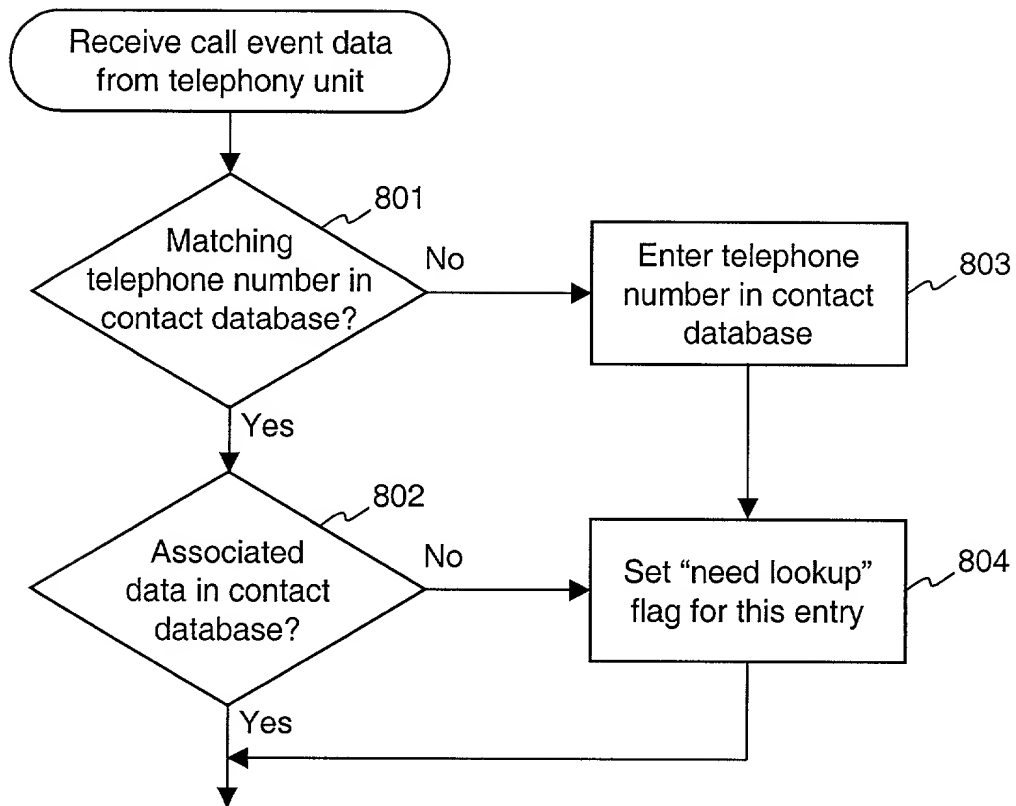 Receive call event data
from telephony unit
801
Matching
telephone number in
contact database?
No
Enter telephone
number in contact
database
803
Yes
802
Associated
data in contact
database?
No
Set “need lookup”
flag for this entry
804
Yes